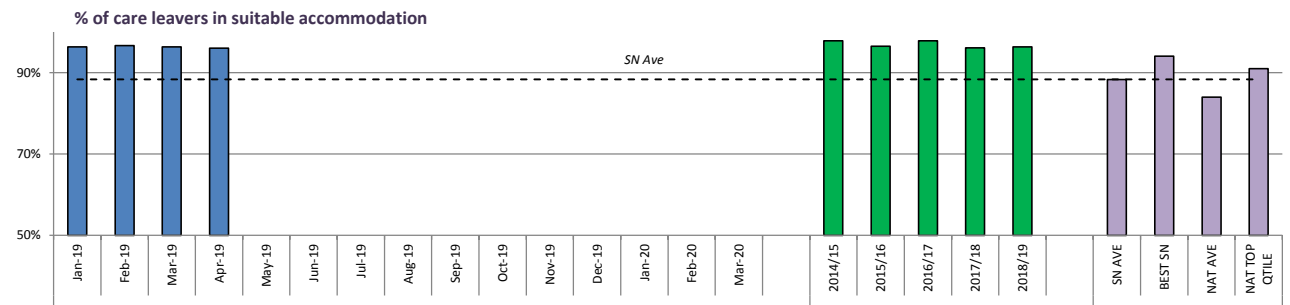 % of care leavers in suitable accommodation
SN Ave
90%
70%
50%
Jan-19
Feb-19
Mar-19
Apr-19
May-19
Jun-19
Jul-19
Aug-19
Sep-19
Oct-19
Nov-19
Dec-19
Jan-20
Feb-20
Mar-20
2014/15
2015/16
2016/17
2017/18
2018/19
SN AVE
BEST SN
NAT AVE
NAT TOP
QTILE